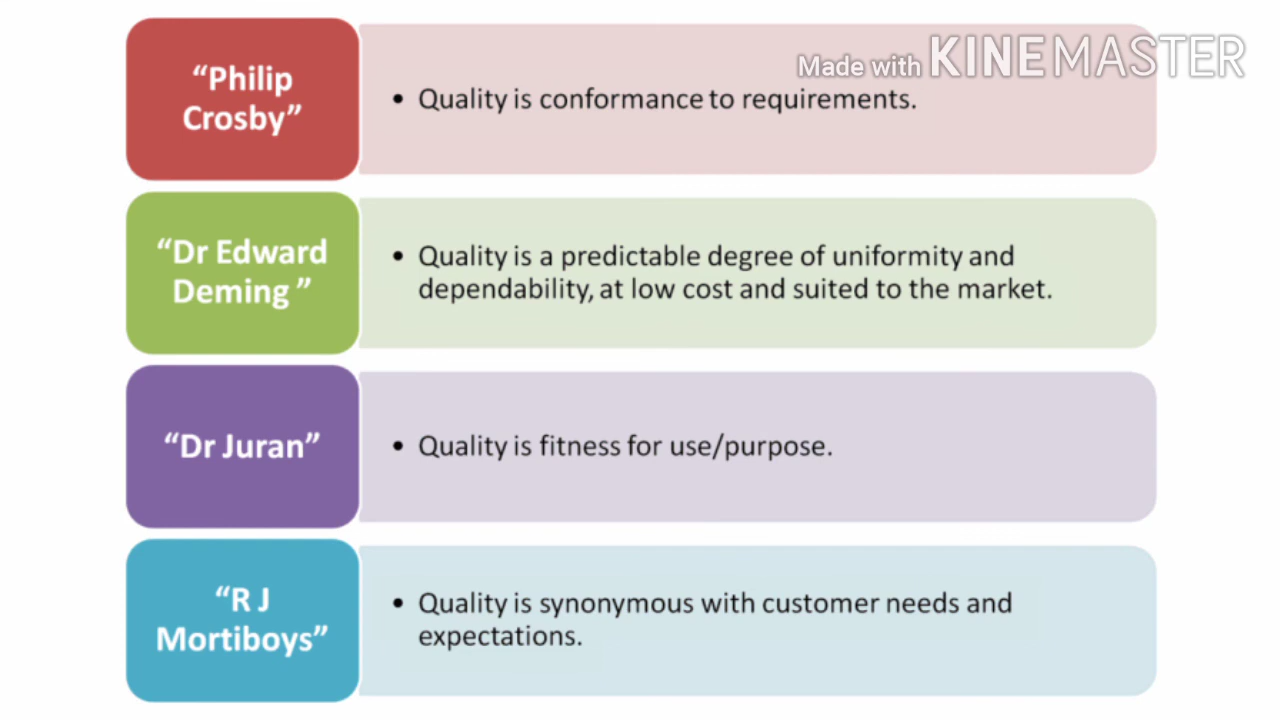 Made with KINEMASTER
“Philip
Crosby”
• Quality is conformance to requirements.
“Dr Edward
Deming ”
• Quality is a predictable degree of uniformity and
dependability, at low cost and suited to the market.
“Dr Juran”
• Quality is fitness for use/purpose.
“R J
Mortiboys”
• Quality is synonymous with customer needs and
expectations.